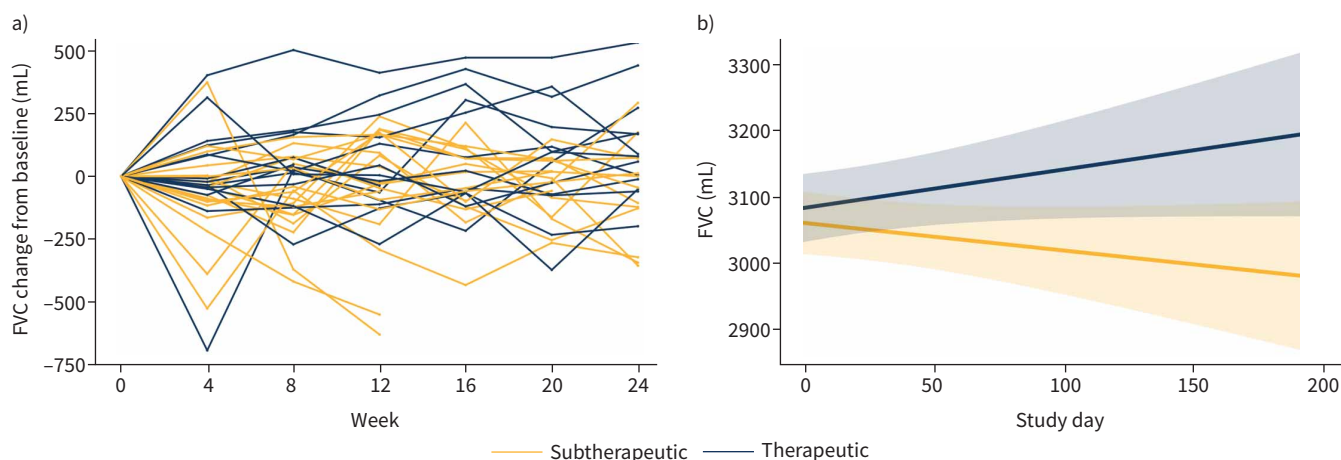 a)
FVC change from baseline (mL)
500
250
0
−250
−500
−750
0 4 8 12 16 20 24
Week
b)
FVC (mL)
3300
3200
3100
3000
2900
0 50 100 150 200
Study day
Subtherapeutic Therapeutic